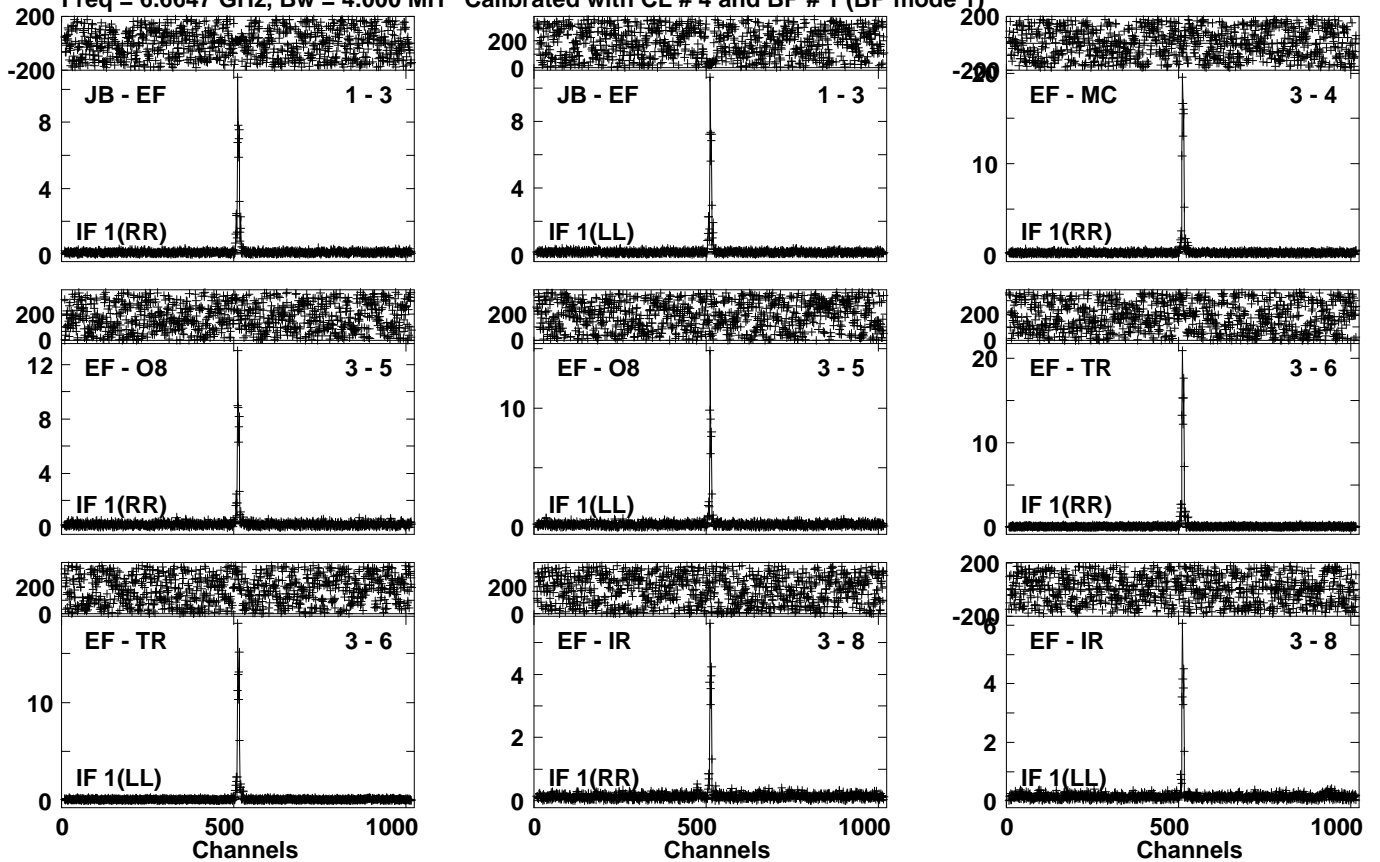 Freq = 6.6647 GHz, Bw = 4.000 MH Calibrated with CL # 4 and BP # 1 (BP mode 1)
200
-200
JB - EF 1 - 3
8
4
0
IF 1(RR)
200
0
JB - EF 1 - 3
8
4
0
IF 1(LL)
200
-200
20
EF - MC 3 - 4
10
0
IF 1(RR)
200
0
12
EF - O8 3 - 5
8
4
0
IF 1(RR)
200
0
EF - O8 3 - 5
10
0
IF 1(LL)
200
0
20
EF - TR 3 - 6
10
0
IF 1(RR)
200
0
EF - TR 3 - 6
10
0
IF 1(LL)
0 500 1000
Channels
200
0
EF - IR 3 - 8
4
2
0
IF 1(RR)
0 500 1000
Channels
200
-200
6
EF - IR 3 - 8
4
2
0
IF 1(LL)
0 500 1000
Channels